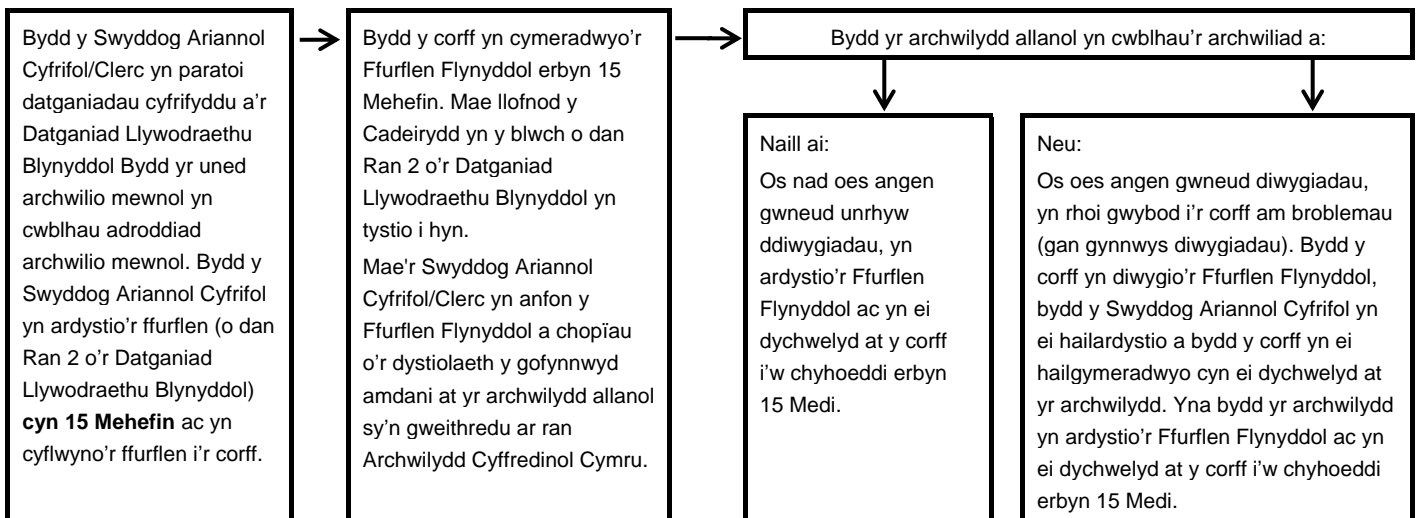 Bydd y Swyddog Ariannol
Cyfrifol/Clerc yn paratoi
datganiadau cyfrifyddu a'r
Datganiad Llywodraethu
Blynyddol Bydd yr uned
archwilio mewnol yn
cwblhau adroddiad
archwilio mewnol. Bydd y
Swyddog Ariannol Cyfrifol
yn ardystio'r ffurflen (o dan
Ran 2 o'r Datganiad
Llywodraethu Blynyddol)
cyn 15 Mehefin ac yn
cyflwyno'r ffurflen i'r corff.
Bydd y corff yn cymeradwyo'r
Ffurflen Flynyddol erbyn 15
Mehefin. Mae llofnod y
Cadeirydd yn y blwch o dan
Ran 2 o'r Datganiad
Llywodraethu Blynyddol yn
tystio i hyn.
Mae'r Swyddog Ariannol
Cyfrifol/Clerc yn anfon y
Ffurflen Flynyddol a chopïau
o'r dystiolaeth y gofynnwyd
amdani at yr archwilydd allanol
sy'n gweithredu ar ran
Archwilydd Cyffredinol Cymru.
Bydd yr archwilydd allanol yn cwblhau'r archwiliad a:
Naill ai:
Os nad oes angen
gwneud unrhyw
ddiwygiadau, yn
ardystio'r Ffurflen
Flynyddol ac yn ei
dychwelyd at y corff
i'w chyhoeddi erbyn
15 Medi.
Neu:
Os oes angen gwneud diwygiadau,
yn rhoi gwybod i'r corff am broblemau
(gan gynnwys diwygiadau). Bydd y
corff yn diwygio'r Ffurflen Flynyddol,
bydd y Swyddog Ariannol Cyfrifol yn
ei hailardystio a bydd y corff yn ei
hailgymeradwyo cyn ei dychwelyd at
yr archwilydd. Yna bydd yr archwilydd
yn ardystio'r Ffurflen Flynyddol ac yn
ei dychwelyd at y corff i'w chyhoeddi
erbyn 15 Medi.